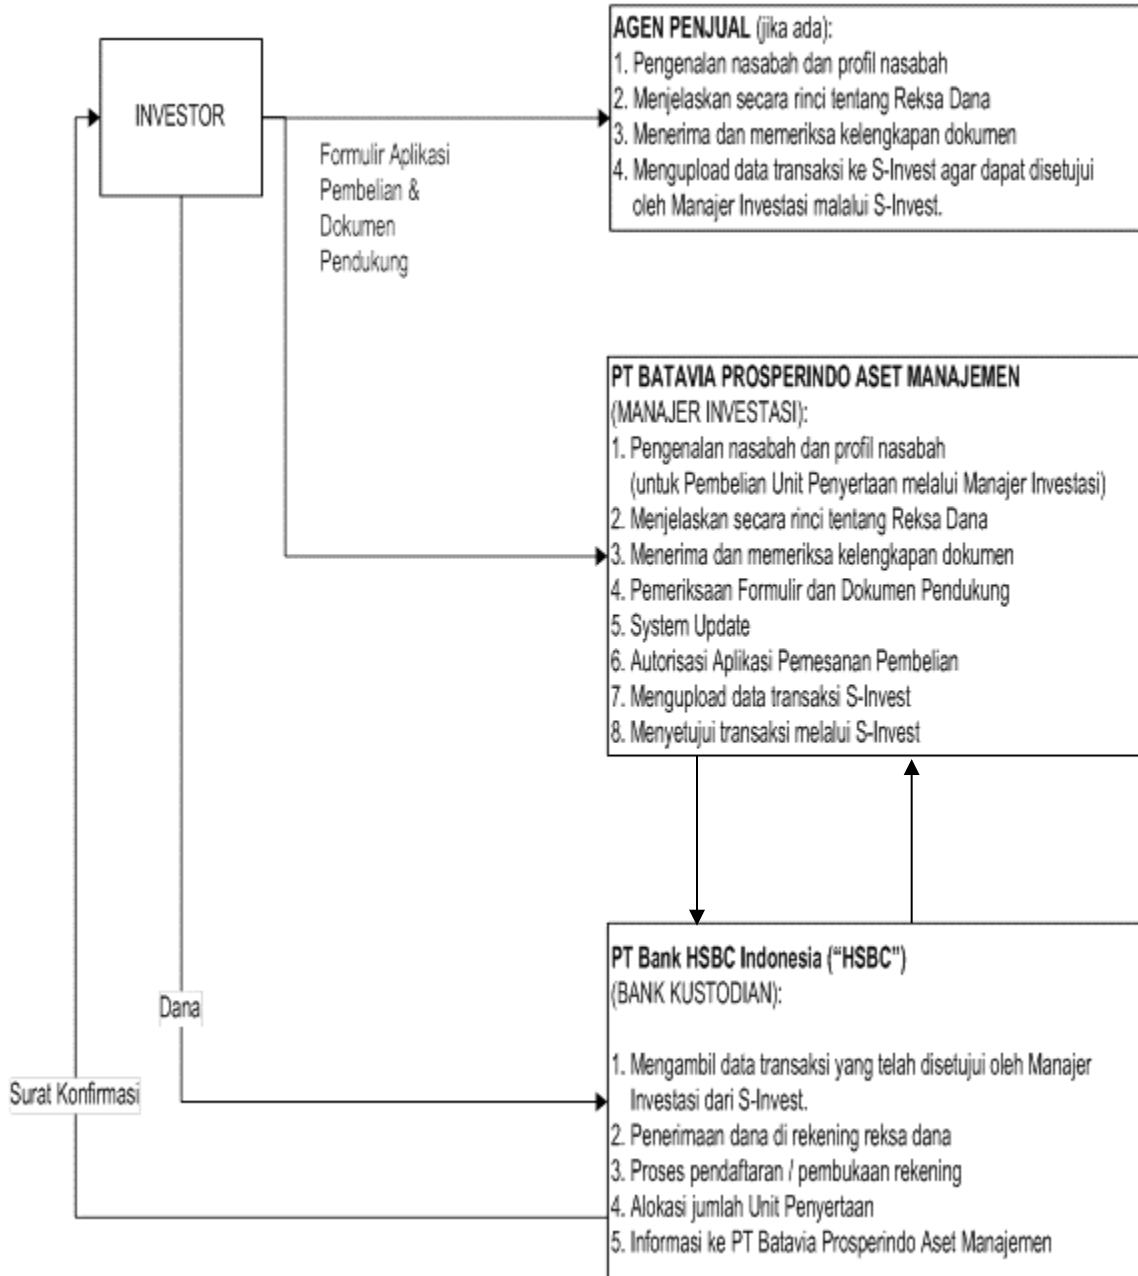 INVESTOR
Formulir Aplikasi
Pembelian &
Dokumen
Pendukung
AGEN PENJUAL (jika ada):
1. Pengenalan nasabah dan profil nasabah
2. Menjelaskan secara rinci tentang Reksa Dana
3. Menerima dan memeriksa kelengkapan dokumen
4. Mengupload data transaksi ke S-Invest agar dapat disetujui
oleh Manajer Investasi malalui S-Invest.
PT BATAVIA PROSPERINDO ASET MANAJEMEN
(MANAJER INVESTASI):
1. Pengenalan nasabah dan profil nasabah
(untuk Pembelian Unit Penyertaan melalui Manajer Investasi)
2. Menjelaskan secara rinci tentang Reksa Dana
3. Menerima dan memeriksa kelengkapan dokumen
4. Pemeriksaan Formulir dan Dokumen Pendukung
5. System Update
6. Autorisasi Aplikasi Pemesanan Pembelian
7. Mengupload data transaksi S-Invest
8. Menyetujui transaksi melalui S-Invest
PT Bank HSBC Indonesia (“HSBC”)
(BANK KUSTODIAN):
1. Mengambil data transaksi yang telah disetujui oleh Manajer
Investasi dari S-Invest.
2. Penerimaan dana di rekening reksa dana
3. Proses pendaftaran / pembukaan rekening
4. Alokasi jumlah Unit Penyertaan
5. Informasi ke PT Batavia Prosperindo Aset Manajemen
Dana
Surat Konfirmasi